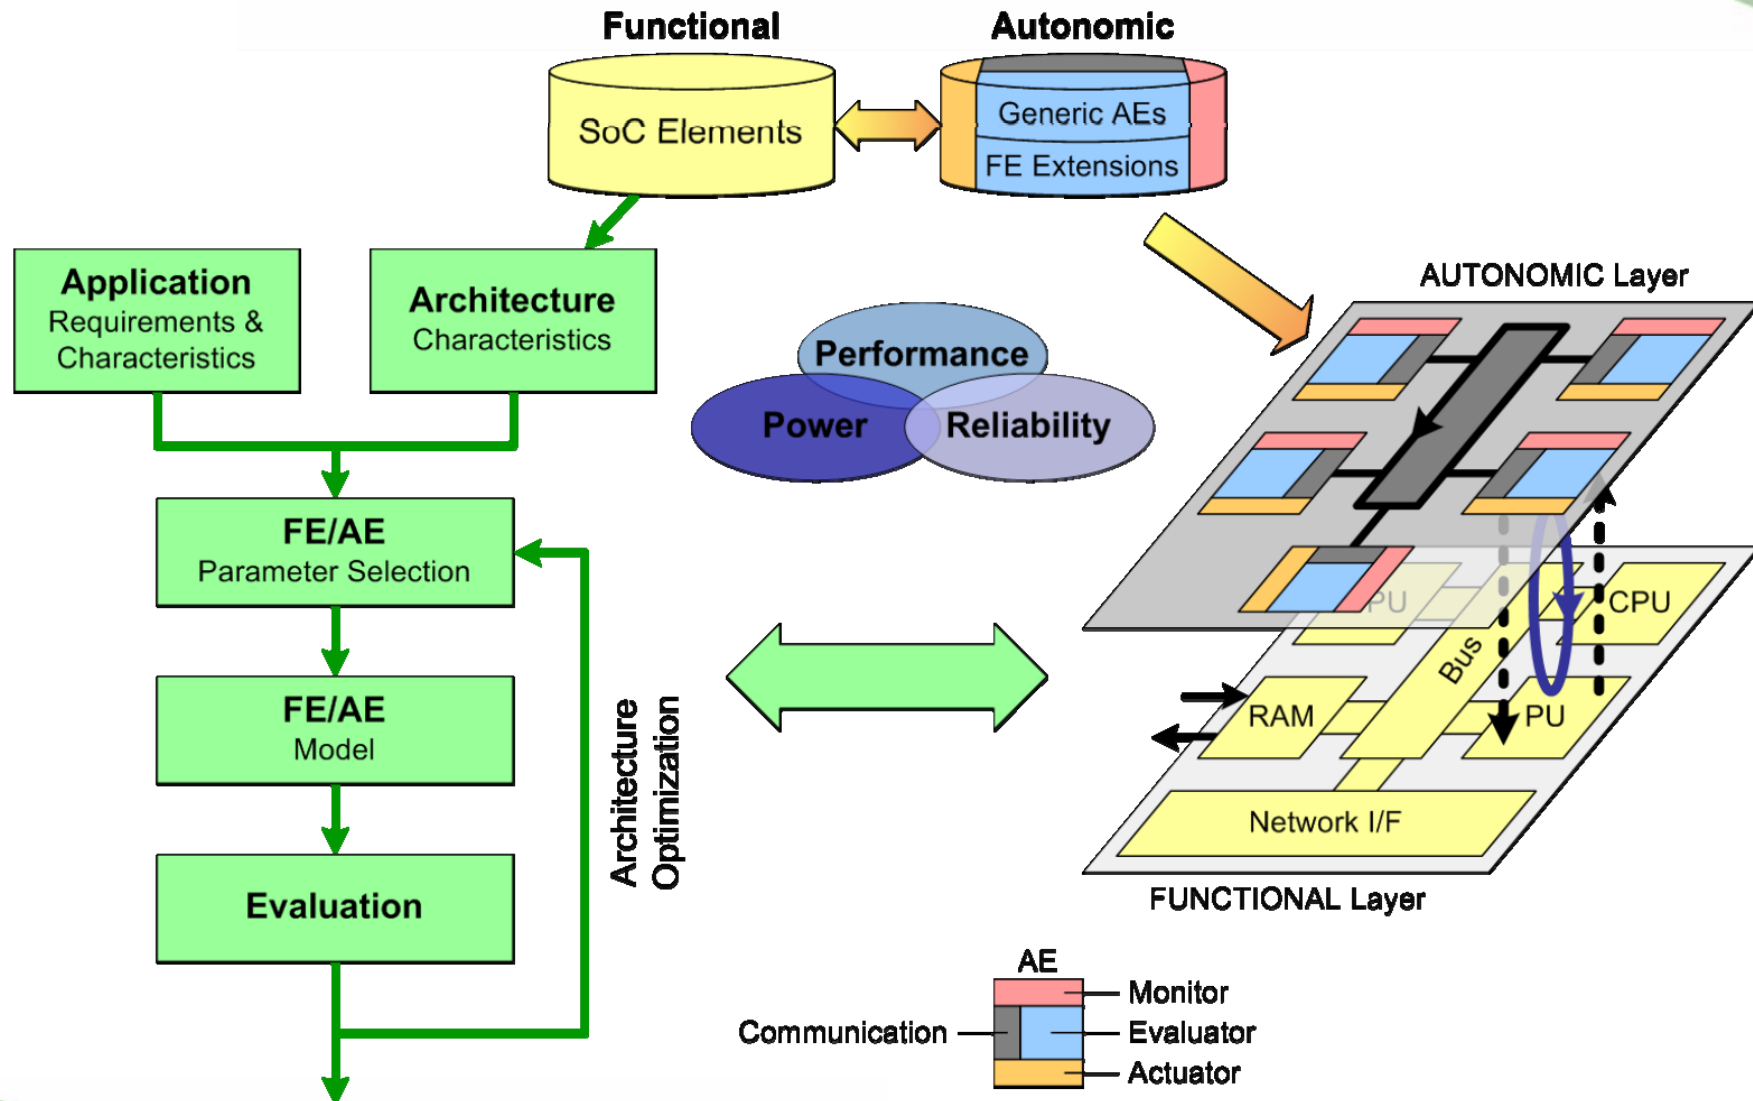 Functional
Autonomic
SoC Elements
Generic AEs
FE Extensions
Application
Requirements &
Characteristics
Architecture
Characteristics
Performance
Power
Reliability
AUTONOMIC Layer
FE/AE
Parameter Selection
FE/AE
Model
Evaluation
Architecture
Optimization
PU
CPU
Bus
RAM
PU
Network I/F
FUNCTIONAL Layer
AE
Monitor
Communication
Evaluator
Actuator